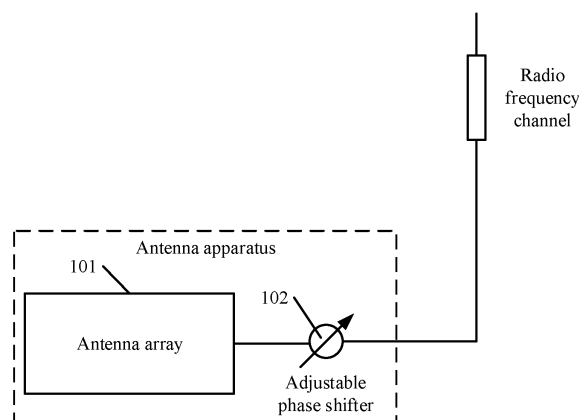 Radio
frequency
channel
Antenna apparatus
101
102
Antenna array
Adjustable
phase shifter